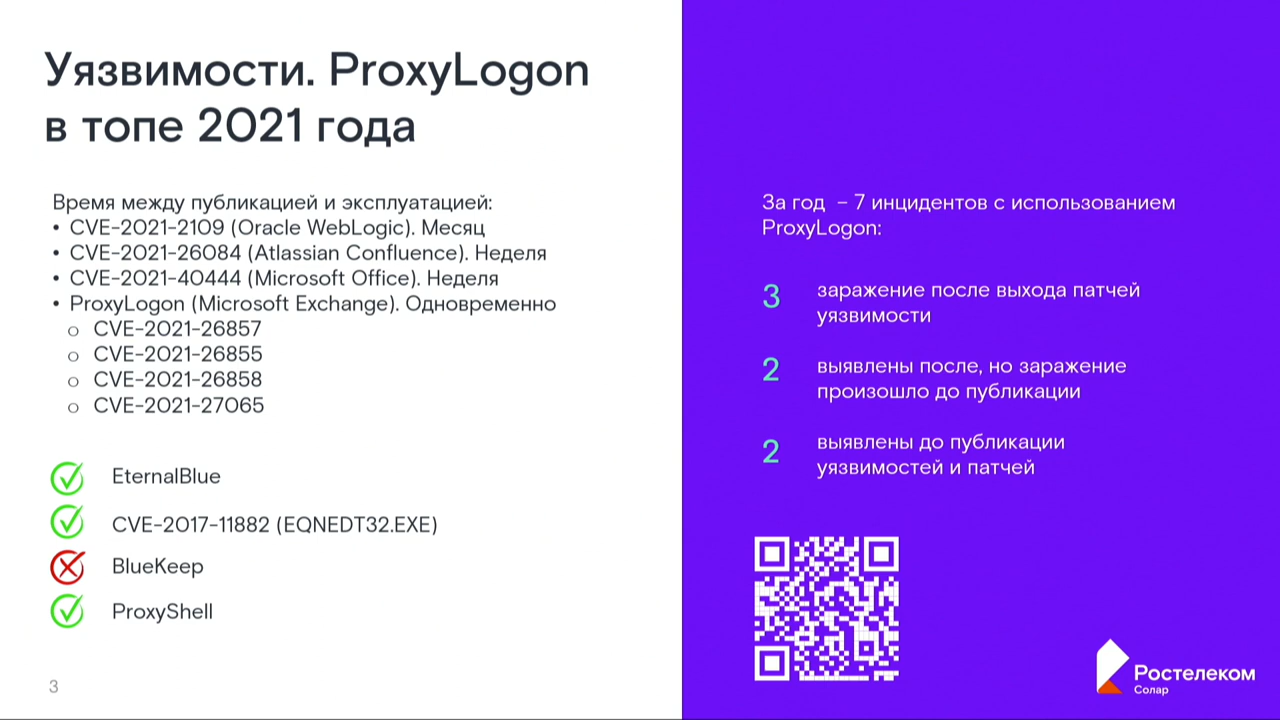 Уязвимости. ProxyLogon
в топе 2021 года
Время между публикацией и эксплуатацией:
• CVE-2021-2109 (Oracle WebLogic). Месяц
• CVE-2021-26084 (Atlassian Confluence). Неделя
• CVE-2021-40444 (Microsoft Office). Неделя
• ProxyLogon (Microsoft Exchange). Одновременно
o CVE-2021-26857
o CVE-2021-26855
o CVE-2021-26858
o CVE-2021-27065
EternalBlue
CVE-2017-11882 (EQNEDT32.EXE)
BlueKeep
ProxyShell
3
За год – 7 инцидентов с использованием
ProxyLogon:
3 заражение после выхода патчей
уязвимости
2 выявлены после, но заражение
произошло до публикации
2 выявлены до публикации
уязвимостей и патчей
Ростелеком
Солар